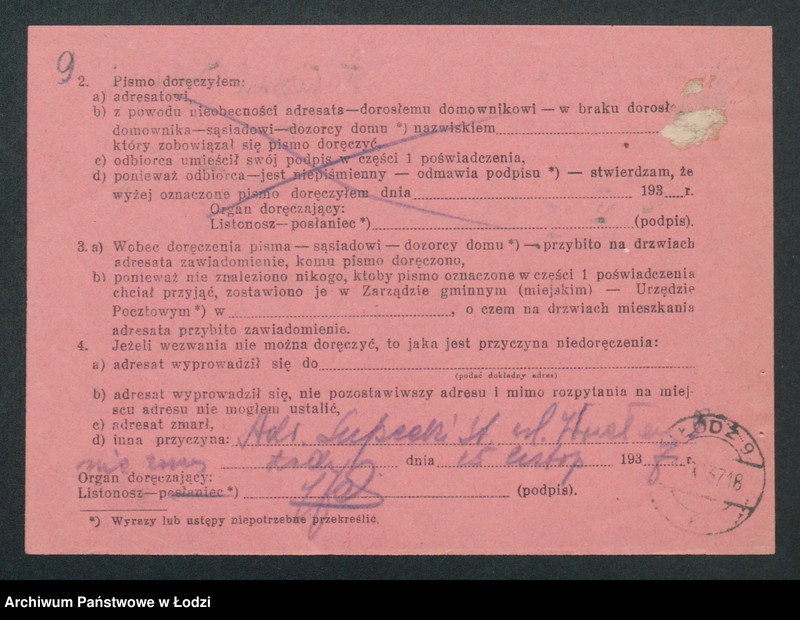 9
2. Pismo doręczyłem:
a) adresatowi,
b) z powodu nieobecności adresata—dorosłemu domownikowi — w braku dorosłe
domownika—sąsiadowi—dozorcy domu *) nazwiskiem
który zobowiązał się pismo doręczyć,
c) odbiorca umieścił swój podpis w części 1 poświadczenia,
d) ponieważ odbiorca—jest niepiśmienny — odmawia podpisu *) — stwierdzam, że
wyżej oznaczone pismo doręczyłem dnia 193 r.
Organ doręczający:
Listonosz—posłaniec *) (podpis).
3. a) Wobec doręczenia pisma — sąsiadowi — dozorcy domu *) — przybito na drzwiach
adresata zawiadomienie, komu pismo doręczono,
b) ponieważ nie znaleziono nikogo, ktoby pismo oznaczone w części 1 poświadczenia
chciał przyjąć, zostawiono je w Zarządzie gminnym (miejskim) — Urzędzie
Pocztowym *) w , o czem na drzwiach mieszkania
adresata przybito zawiadomienie.
4. Jeżeli wezwania nie można doręczyć, to jaka jest przyczyna niedoręczenia:
a) adresat wyprowadził się do
(podać dokładny adres)
b) adresat wyprowadził się, nie pozostawiwszy adresu i mimo rozpytania na miej-
scu adresu nie mogłem ustalić,
c) adresat zmarł,
d) inna przyczyna: Adr. St ul.
nie dnia 15 193 7 r.
Organ doręczający:
Listonosz—posłaniec *) (podpis).
*) Wyrazy lub ustępy niepotrzebne przekreślić.
ŁÓDŹ 9
Archiwum Państwowe w Łodzi